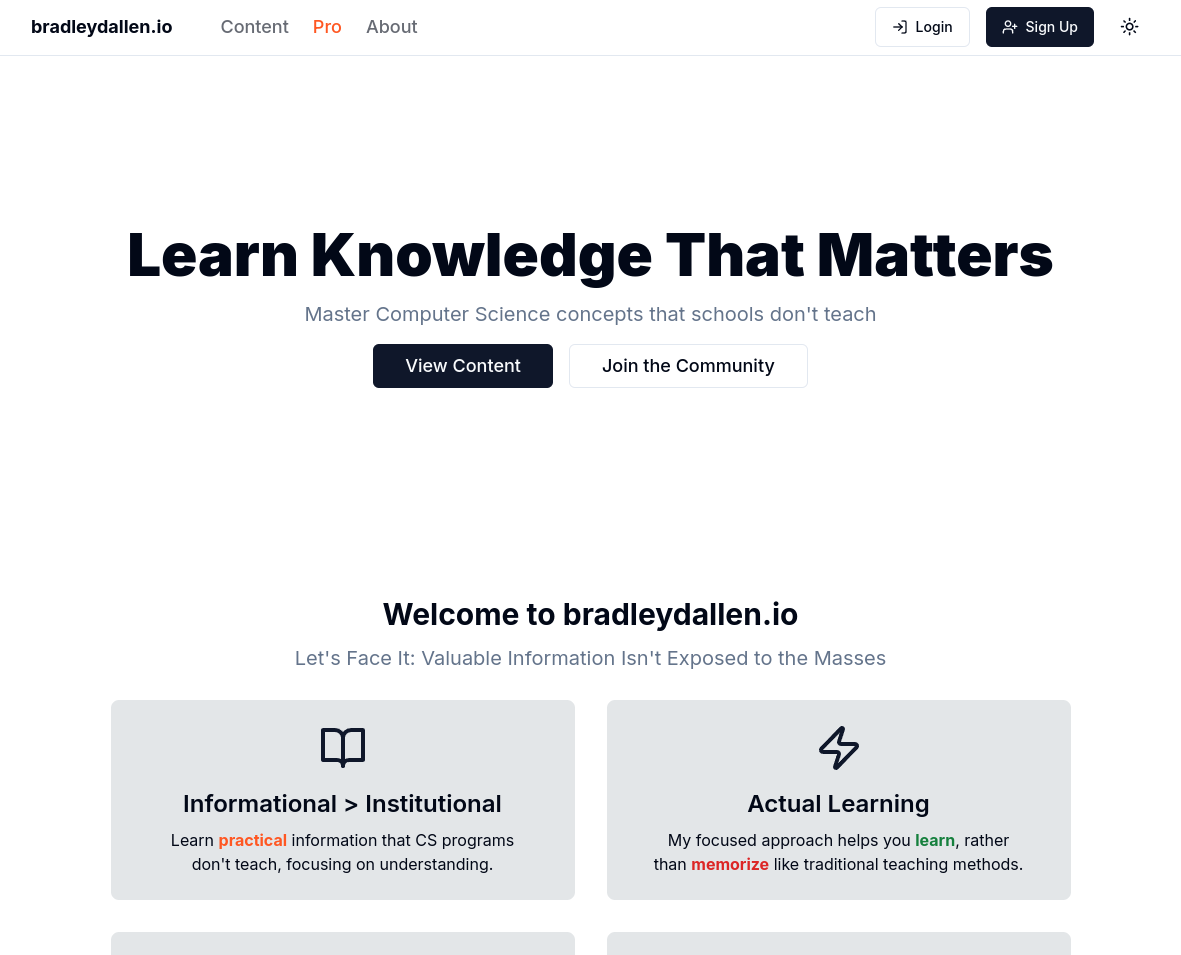 bradleydallen.io
Content
Pro
About
Login
Sign Up
Learn Knowledge That Matters
Master Computer Science concepts that schools don't teach
View Content
Join the Community
Welcome to bradleydallen.io
Let's Face It: Valuable Information Isn't Exposed to the Masses
Informational > Institutional
Learn practical information that CS programs
don't teach, focusing on understanding.
Actual Learning
My focused approach helps you learn, rather
than memorize like traditional teaching methods.